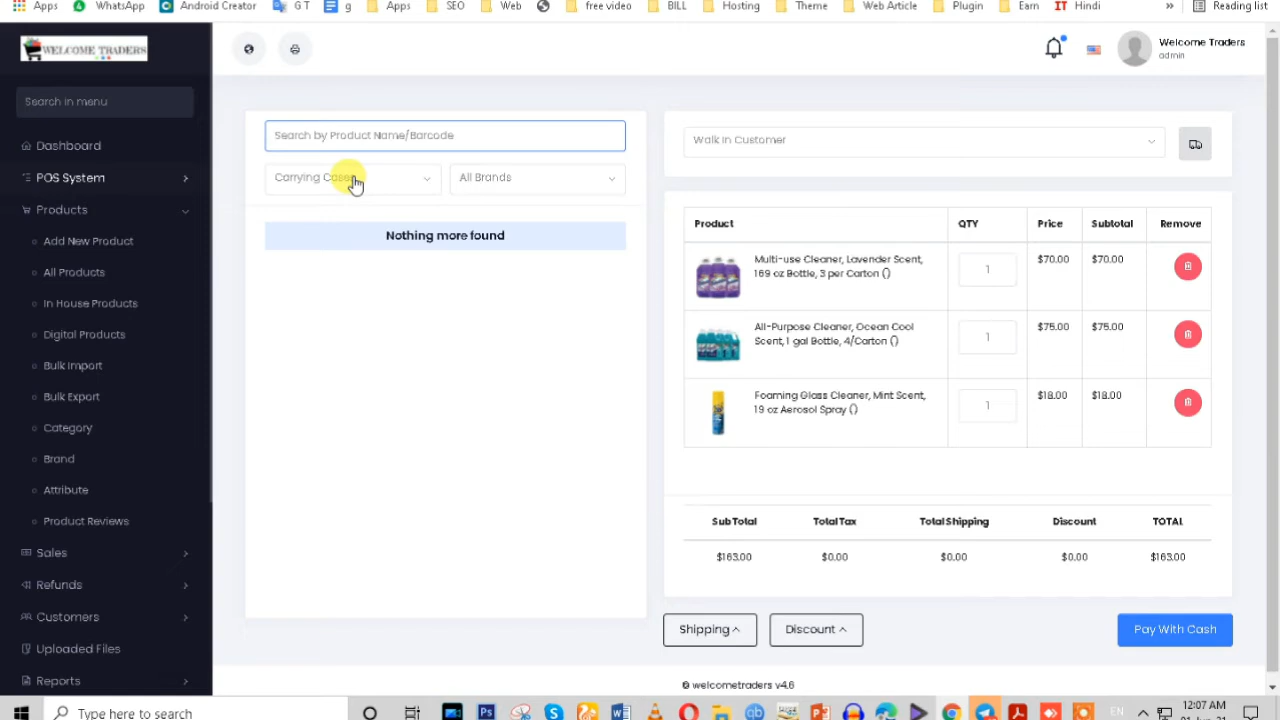 Apps WhatsApp Android Creator G T g Apps SEO Web free video BILL Hosting Theme Web Article Plugin Earn IT Hindi » Reading list
WELCOME TRADERS
Welcome Traders
admin
Search in menu
Dashboard
POS System
Products
Add New Product
All Products
In House Products
Digital Products
Bulk Import
Bulk Export
Category
Brand
Attribute
Product Reviews
Sales
Refunds
Customers
Uploaded Files
Reports
Search by Product Name/Barcode
Carrying Cases All Brands
Nothing more found
Walk In Customer
Product QTY Price Subtotal Remove
Multi-use Cleaner, Lavender Scent,
169 oz Bottle, 3 per Carton () 1 $70.00 $70.00
All-Purpose Cleaner, Ocean Cool
Scent, 1 gal Bottle, 4/Carton () 1 $75.00 $75.00
Foaming Glass Cleaner, Mint Scent,
19 oz Aerosol Spray () 1 $18.00 $18.00
Sub Total Total Tax Total Shipping Discount TOTAL
$163.00 $0.00 $0.00 $0.00 $163.00
Shipping Discount Pay With Cash
© welcometraders v4.6
Type here to search ENG 12:07 AM